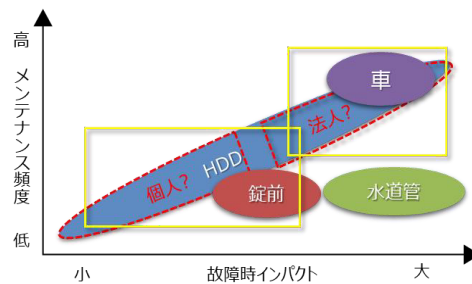 高
メンテナンス頻度
低
車
法人?
HDD
個人?
錠前
水道管
小
故障時インパクト
大